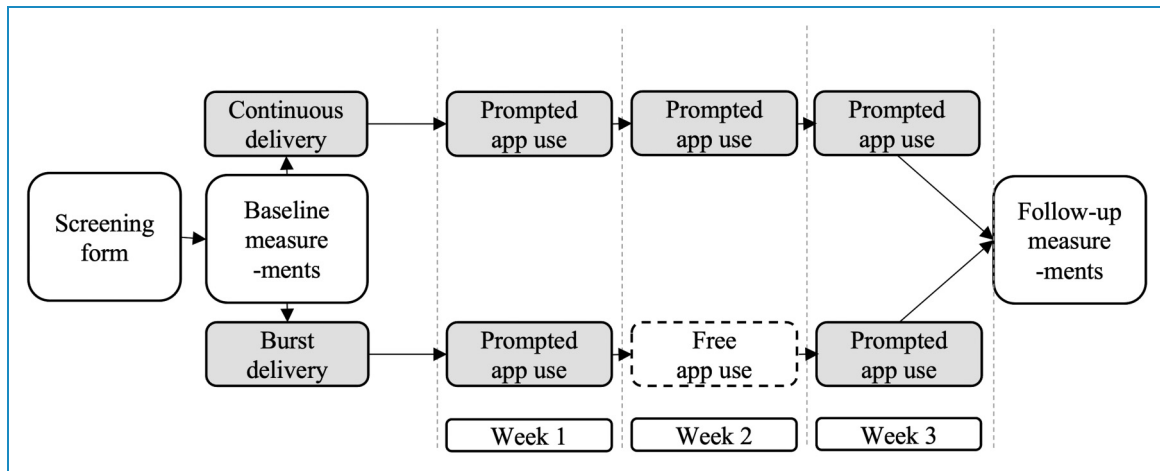 Continuous
delivery
Prompted
app use
Prompted
app use
Prompted
app use
Screening
form
Baseline
measure
-ments
Follow-up
measure
-ments
Burst
delivery
Prompted
app use
Free
app use
Prompted
app use
Week 1
Week 2
Week 3